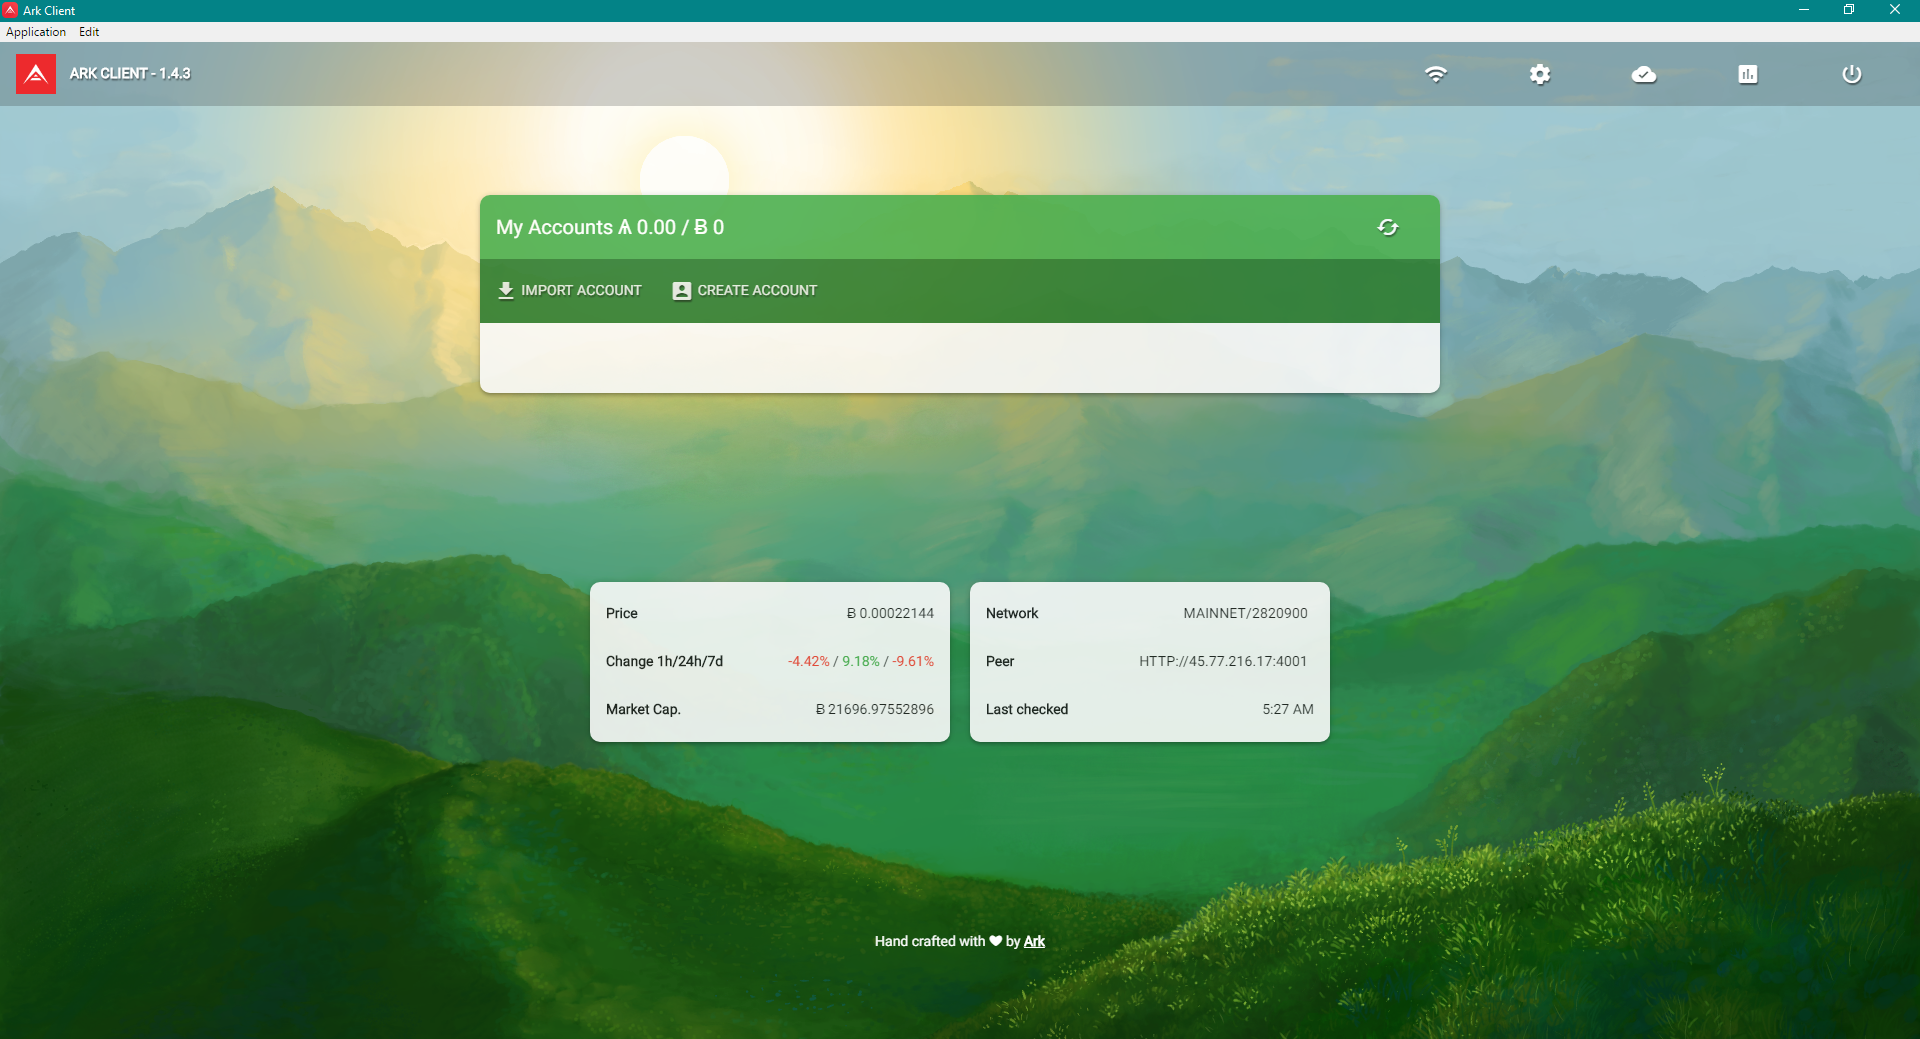 Ark Client
Application Edit
ARK CLIENT - 1.4.3
My Accounts Ѧ 0.00 / Ƀ 0
IMPORT ACCOUNT CREATE ACCOUNT
Price Ƀ 0.00022144
Change 1h/24h/7d -4.42% / 9.18% / -9.61%
Market Cap. Ƀ 21696.97552896
Network MAINNET/2820900
Peer HTTP://45.77.216.17:4001
Last checked 5:27 AM
Hand crafted with ♥ by Ark